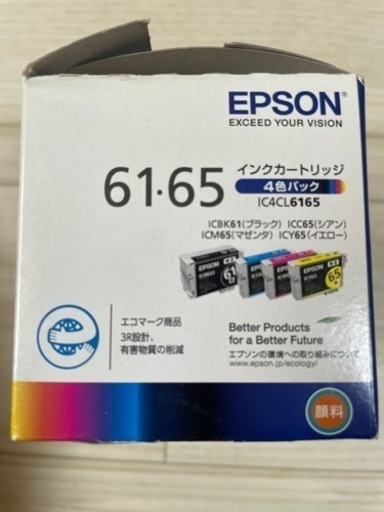 EPSON
EXCEED YOUR VISION
61・65
インクカートリッジ
4色パック
IC4CL6165
ICBK61(ブラック) ICC65(シアン)
ICM65(マゼンタ) ICY65(イエロー)
EPSON
61
65
エコマーク商品
3R設計、
有害物質の削減
Better Products
for a Better Future
エプソンの環境への取り組みについて
www.epson.jp/ecology/
顔料